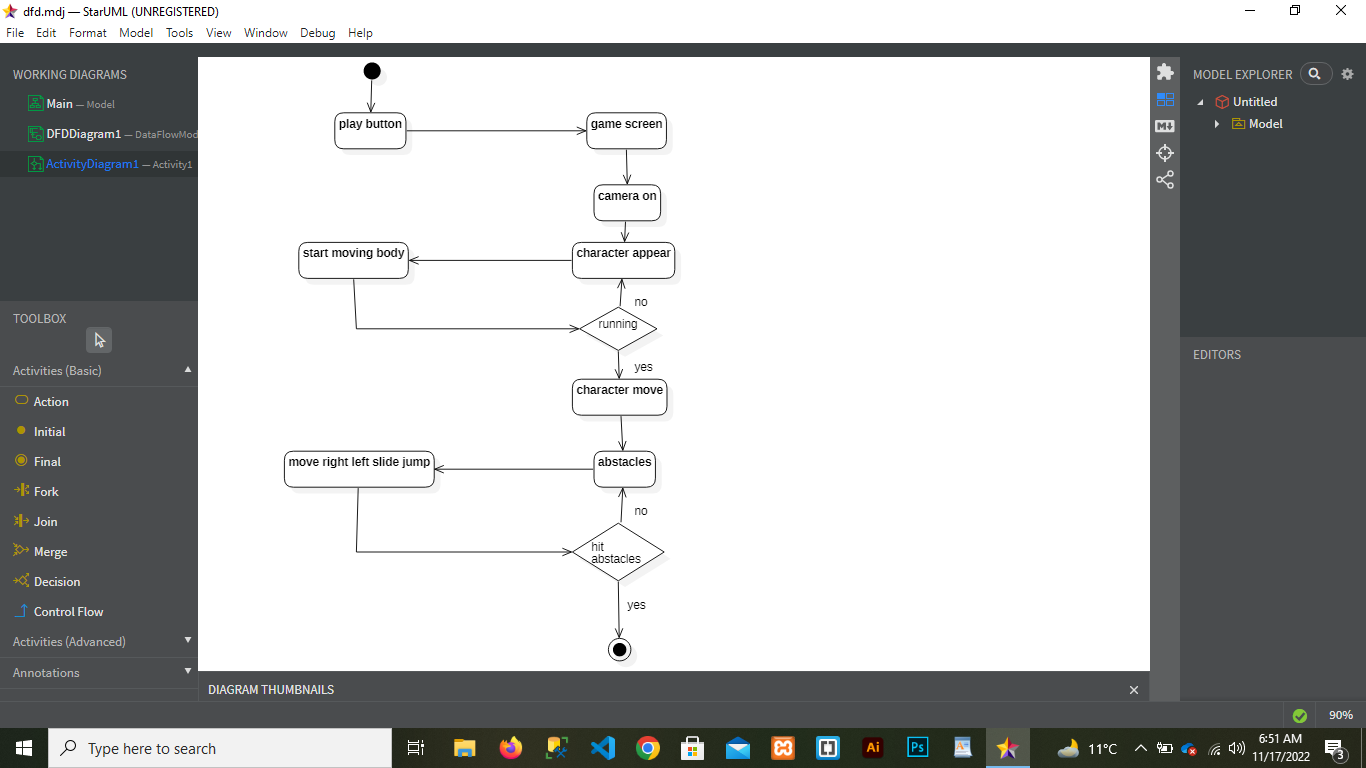 dfd.mdj — StarUML (UNREGISTERED)
File Edit Format Model Tools View Window Debug Help
WORKING DIAGRAMS
Main — Model
DFDDiagram1 — DataFlowMod
ActivityDiagram1 — Activity1
TOOLBOX
Activities (Basic)
Action
Initial
Final
Fork
Join
Merge
Decision
Control Flow
Activities (Advanced)
Annotations
play button
game screen
camera on
start moving body
character appear
no
running
yes
character move
move right left slide jump
abstacles
no
hit
abstacles
yes
DIAGRAM THUMBNAILS
M
MODEL EXPLORER
Untitled
Model
EDITORS
90%
Type here to search
Ai
Ps
11°C
6:51 AM
11/17/2022
3